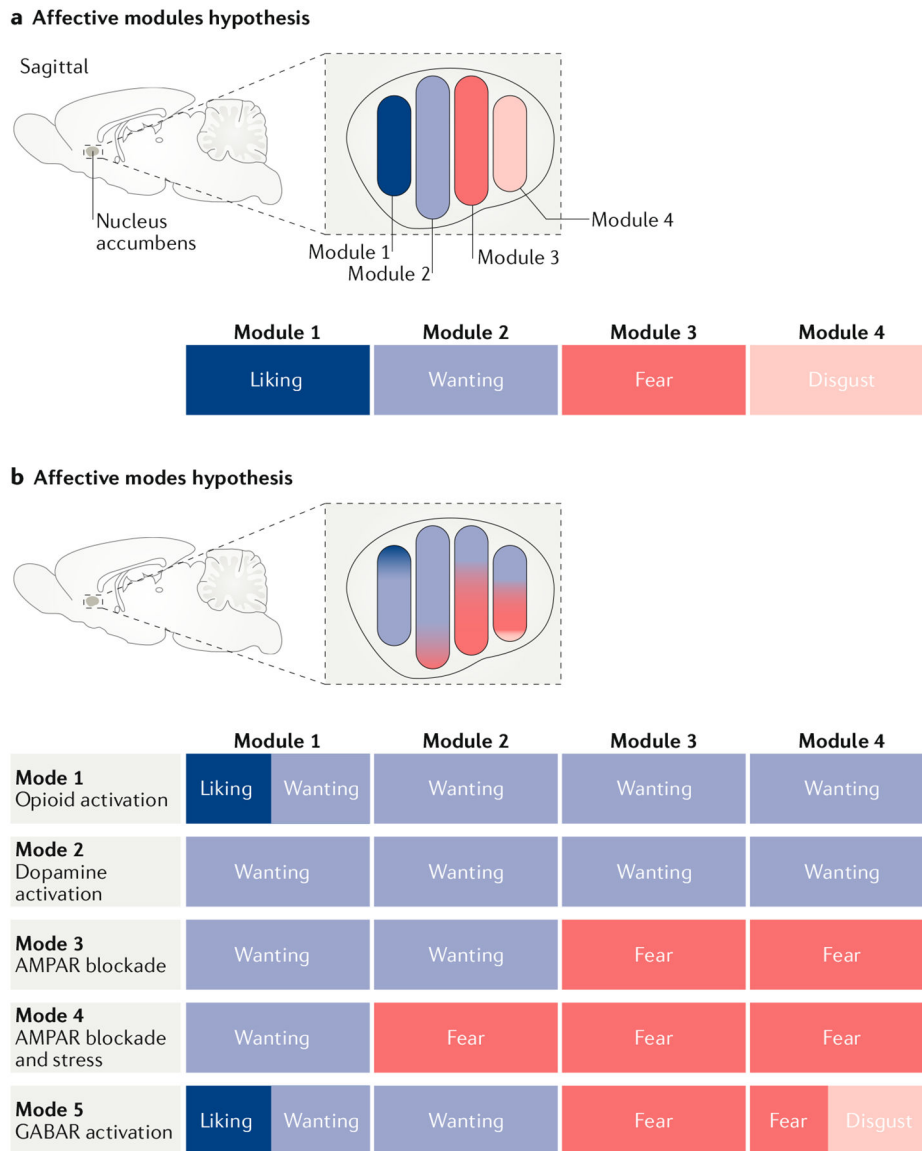 a Affective modules hypothesis
Sagittal
Nucleus
accumbens
Module 1
Module 2
Module 3
Module 4
Module 1 Module 2 Module 3 Module 4
Liking Wanting Fear Disgust
b Affective modes hypothesis
Module 1 Module 2 Module 3 Module 4
Mode 1
Opioid activation
Liking Wanting Wanting Wanting Wanting
Mode 2
Dopamine
activation
Wanting Wanting Wanting Wanting
Mode 3
AMPAR blockade
Wanting Wanting Fear Fear
Mode 4
AMPAR blockade
and stress
Wanting Fear Fear Fear
Mode 5
GABAR activation
Liking Wanting Wanting Fear Fear Disgust